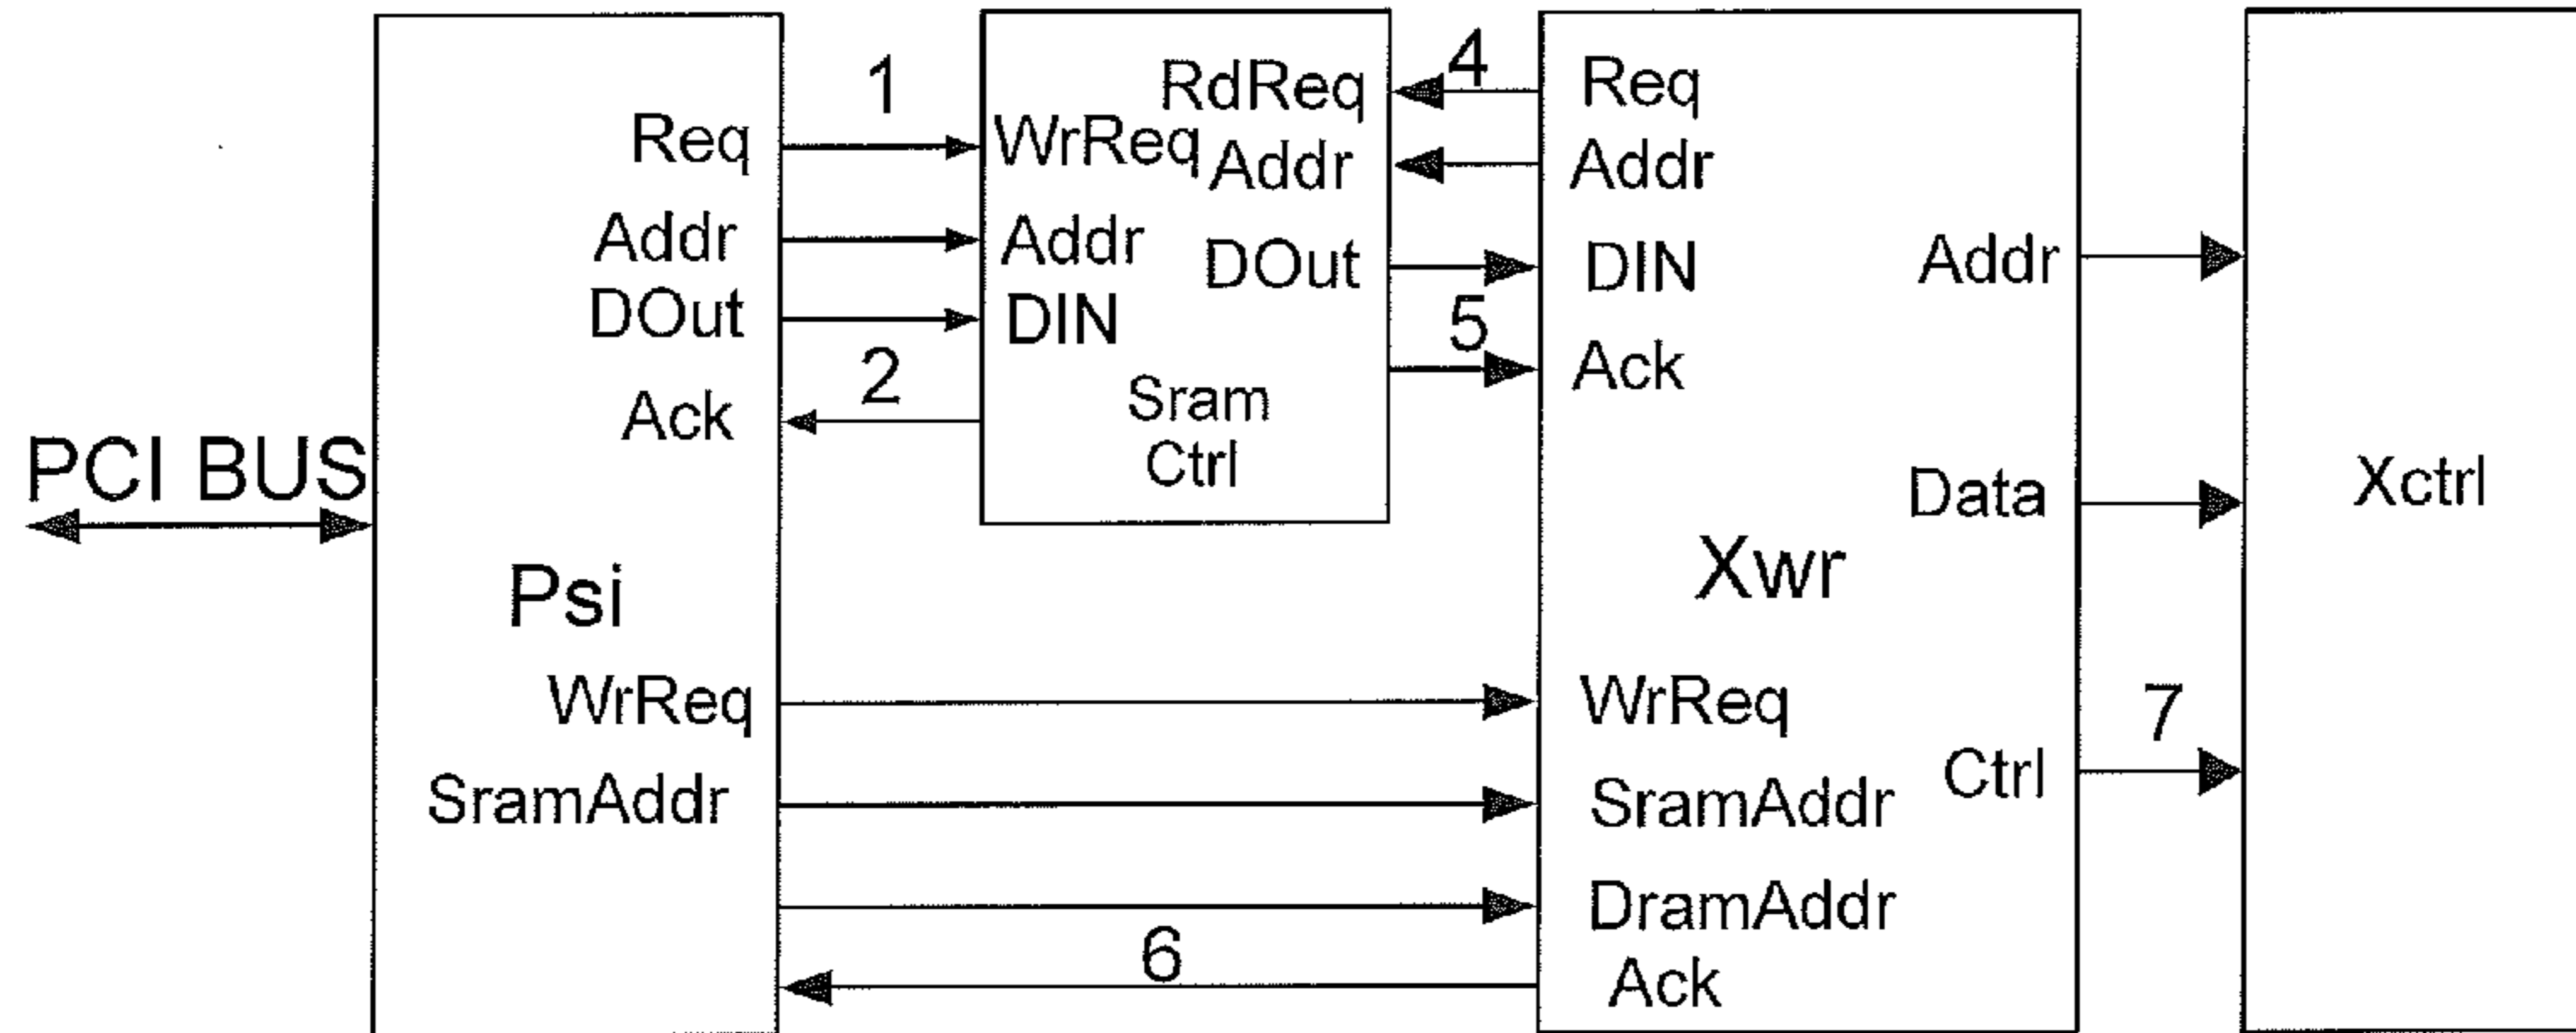 PCI BUS
Psi
Req
Addr
DOut
Ack
WrReq
SramAddr
1
2
WrReq
Addr
DIN
RdReq
Addr
DOut
Sram
Ctrl
4
5
6
Req
Addr
DIN
Ack
Xwr
WrReq
SramAddr
DramAddr
Ack
Addr
Data
Ctrl
7
Xctrl